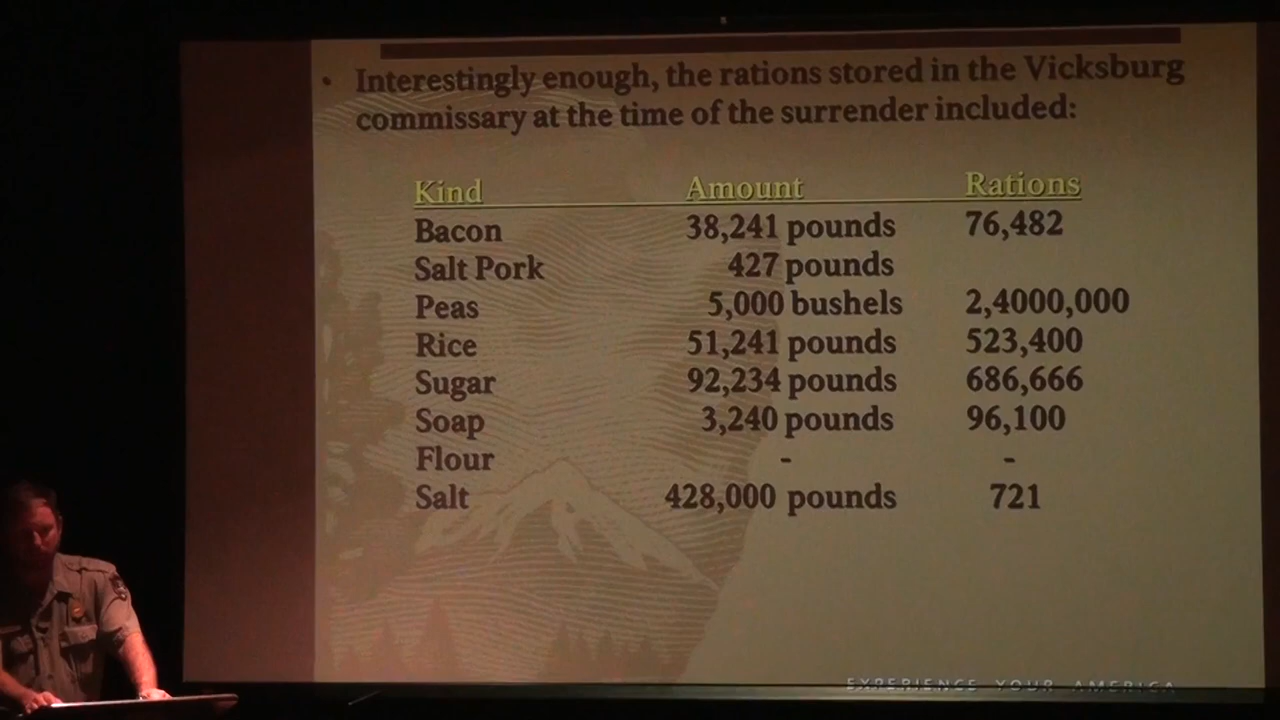 • Interestingly enough, the rations stored in the Vicksburg
commissary at the time of the surrender included:
Kind Amount Rations
Bacon 38,241 pounds 76,482
Salt Pork 427 pounds
Peas 5,000 bushels 2,4000,000
Rice 51,241 pounds 523,400
Sugar 92,234 pounds 686,666
Soap 3,240 pounds 96,100
Flour - -
Salt 428,000 pounds 721
EXPERIENCE YOUR AMERICA